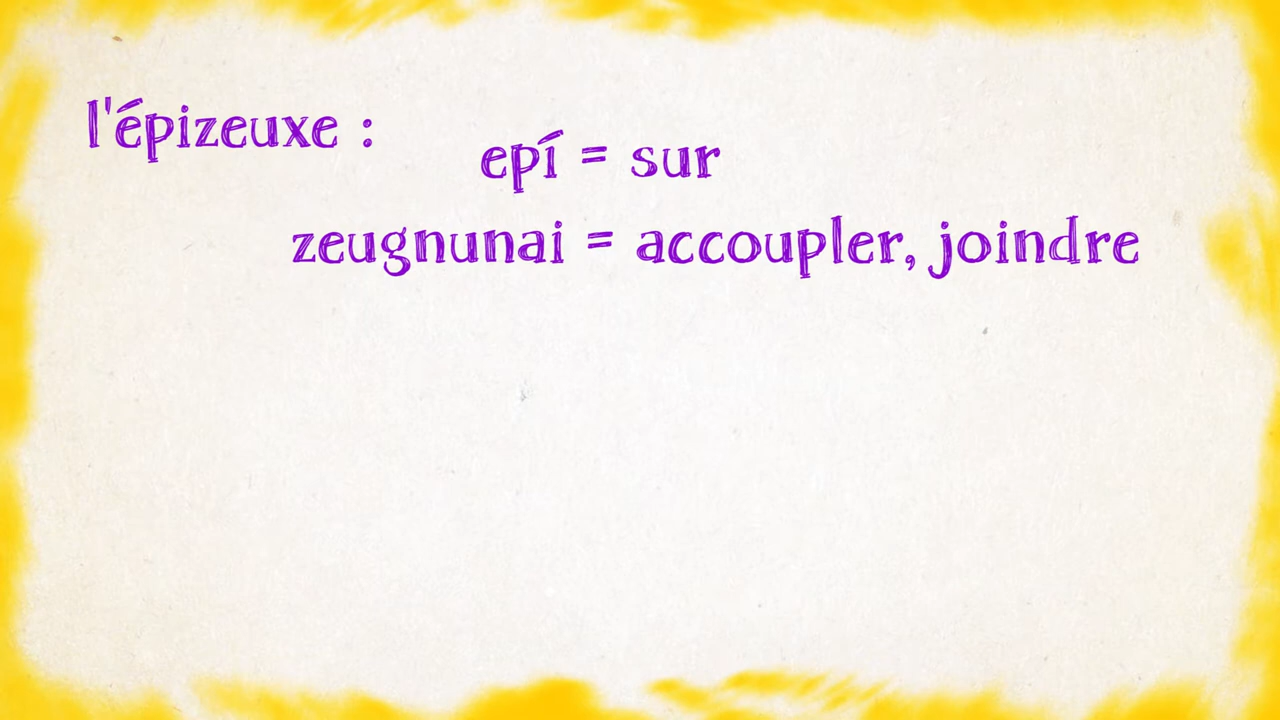 l'épizeuxe :
epí = sur
zeugnunai = accoupler, joindre